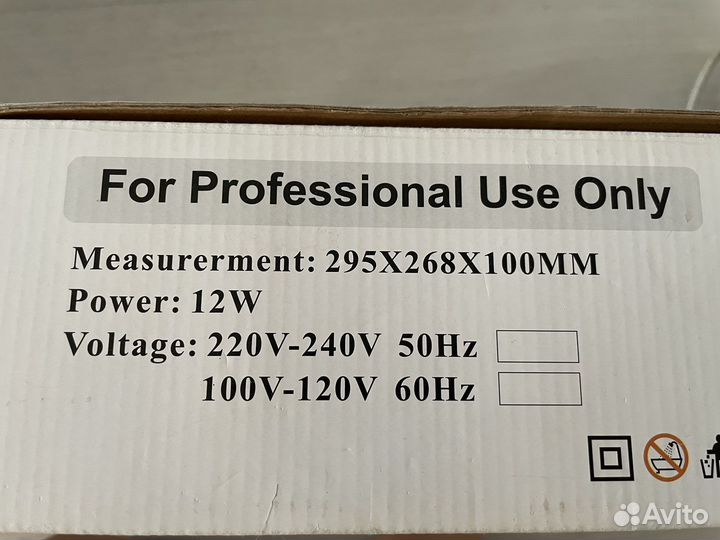 For Professional Use Only
Measurerment: 295X268X100MM
Power: 12W
Voltage: 220V-240V 50Hz
100V-120V 60Hz
Avito